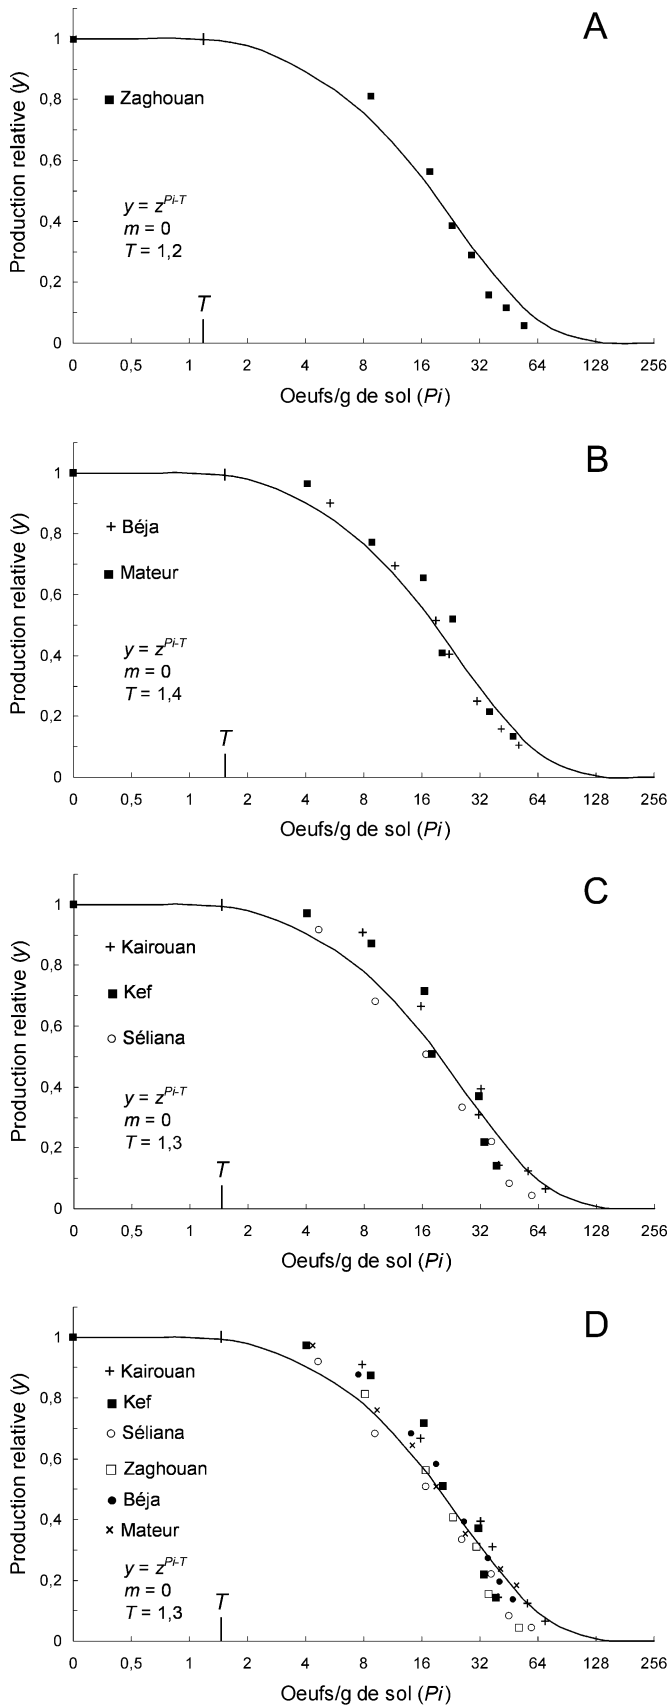 A
Production relative (y)
1
0,8
0,6
0,4
0,2
0
■ Zaghouan
y = z^Pi-T
m = 0
T = 1,2
T
0 0,5 1 2 4 8 16 32 64 128 256
Oeufs/g de sol (Pi)
B
Production relative (y)
1
0,8
0,6
0,4
0,2
0
+ Béja
■ Mateur
y = z^Pi-T
m = 0
T = 1,4
T
0 0,5 1 2 4 8 16 32 64 128 256
Oeufs/g de sol (Pi)
C
Production relative (y)
1
0,8
0,6
0,4
0,2
0
+ Kairouan
■ Kef
○ Séliana
y = z^Pi-T
m = 0
T = 1,3
T
0 0,5 1 2 4 8 16 32 64 128 256
Oeufs/g de sol (Pi)
D
Production relative (y)
1
0,8
0,6
0,4
0,2
0
+ Kairouan
■ Kef
○ Séliana
□ Zaghouan
● Béja
× Mateur
y = z^Pi-T
m = 0
T = 1,3
T
0 0,5 1 2 4 8 16 32 64 128 256
Oeufs/g de sol (Pi)